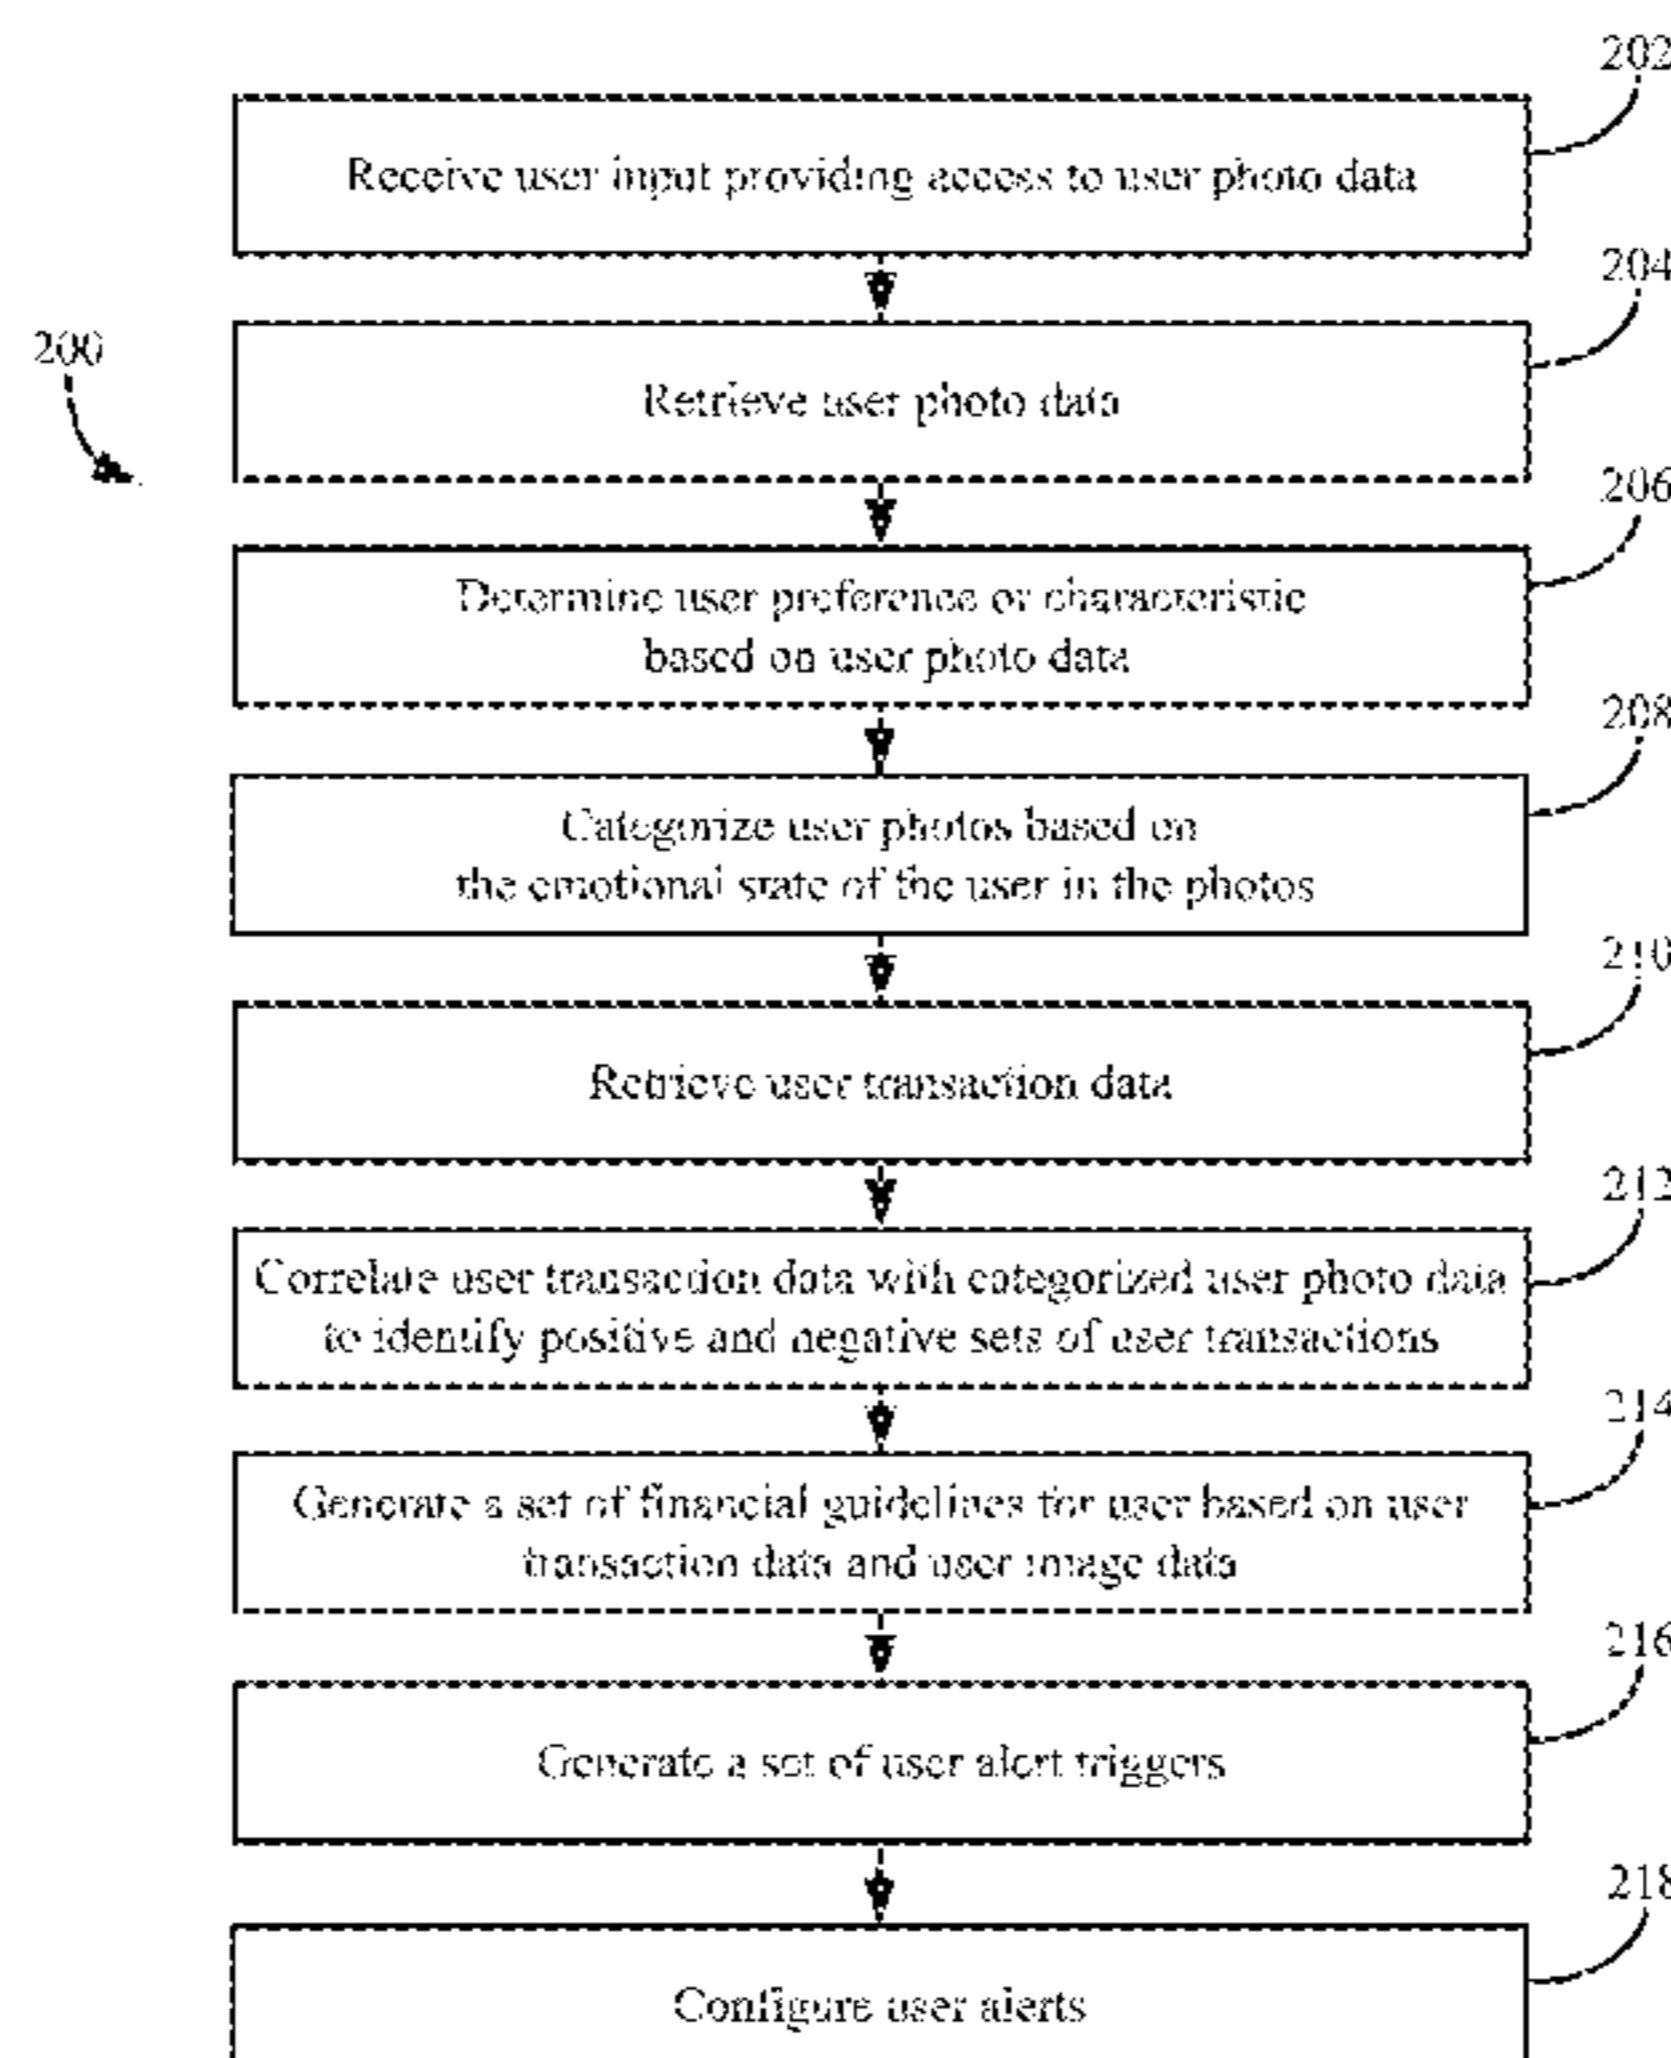 202
Receive user input providing access to user photo data
204
200
Retrieve user photo data
206
Determine user preference or characteristic
based on user photo data
208
Categorize user photos based on
the emotional state of the user in the photos
210
Retrieve user transaction data
212
Correlate user transaction data with categorized user photo data
to identify positive and negative sets of user transactions
214
Generate a set of financial guidelines for user based on user
transaction data and user image data
216
Generate a set of user alert triggers
218
Configure user alerts